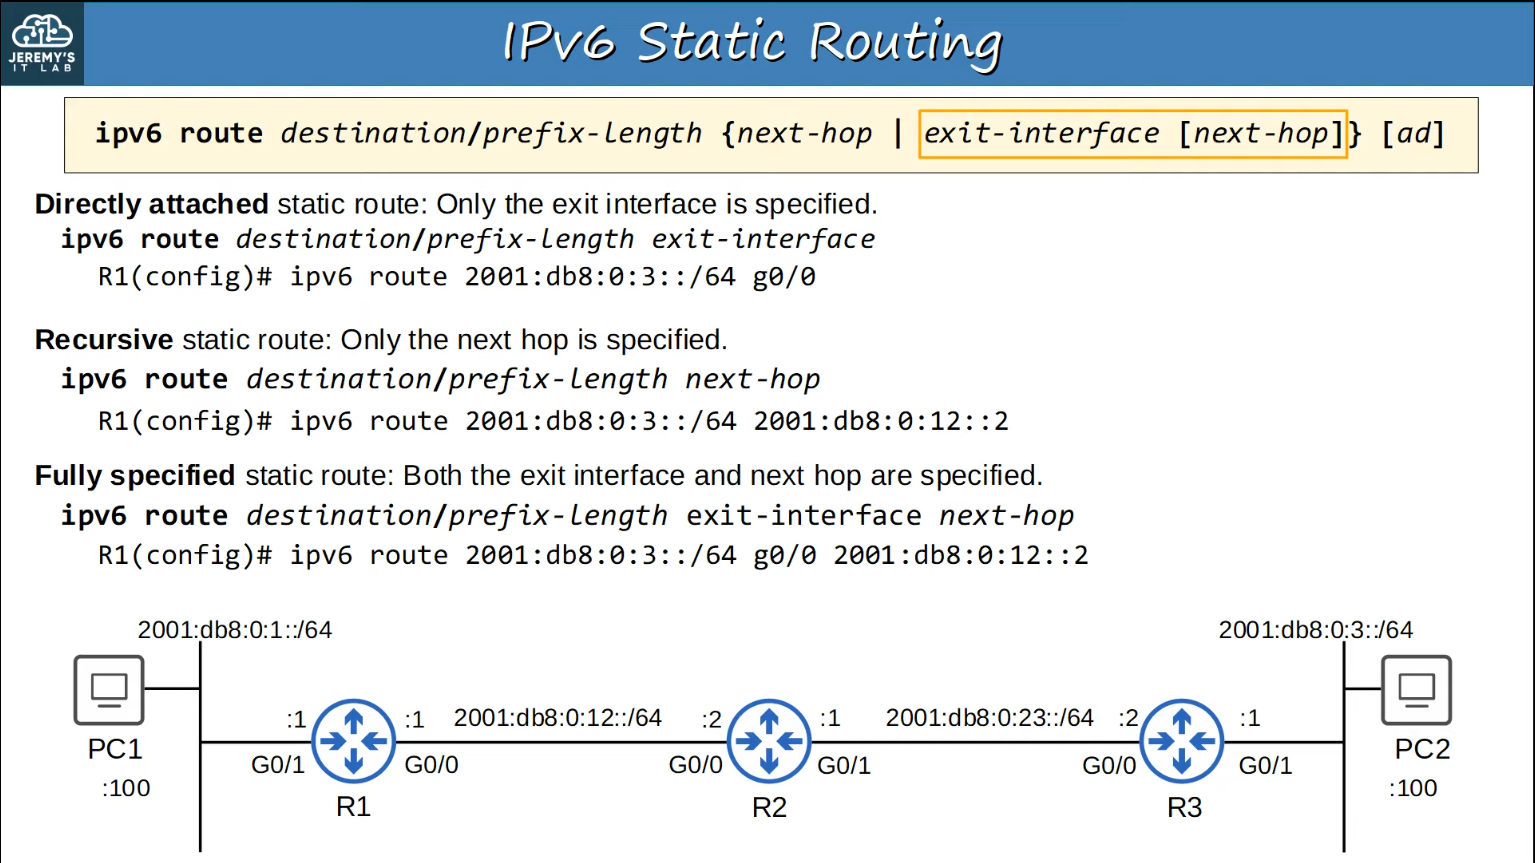 JEREMY'S
IT LAB
IPv6 Static Routing
ipv6 route destination/prefix-length {next-hop | exit-interface [next-hop]} [ad]
Directly attached static route: Only the exit interface is specified.
ipv6 route destination/prefix-length exit-interface
R1(config)# ipv6 route 2001:db8:0:3::/64 g0/0
Recursive static route: Only the next hop is specified.
ipv6 route destination/prefix-length next-hop
R1(config)# ipv6 route 2001:db8:0:3::/64 2001:db8:0:12::2
Fully specified static route: Both the exit interface and next hop are specified.
ipv6 route destination/prefix-length exit-interface next-hop
R1(config)# ipv6 route 2001:db8:0:3::/64 g0/0 2001:db8:0:12::2
2001:db8:0:1::/64 2001:db8:0:3::/64
:1 :1 2001:db8:0:12::/64 :2 :1 2001:db8:0:23::/64 :2 :1
PC1 PC2
G0/1 G0/0 G0/0 G0/1 G0/0 G0/1
:100 :100
R1 R2 R3